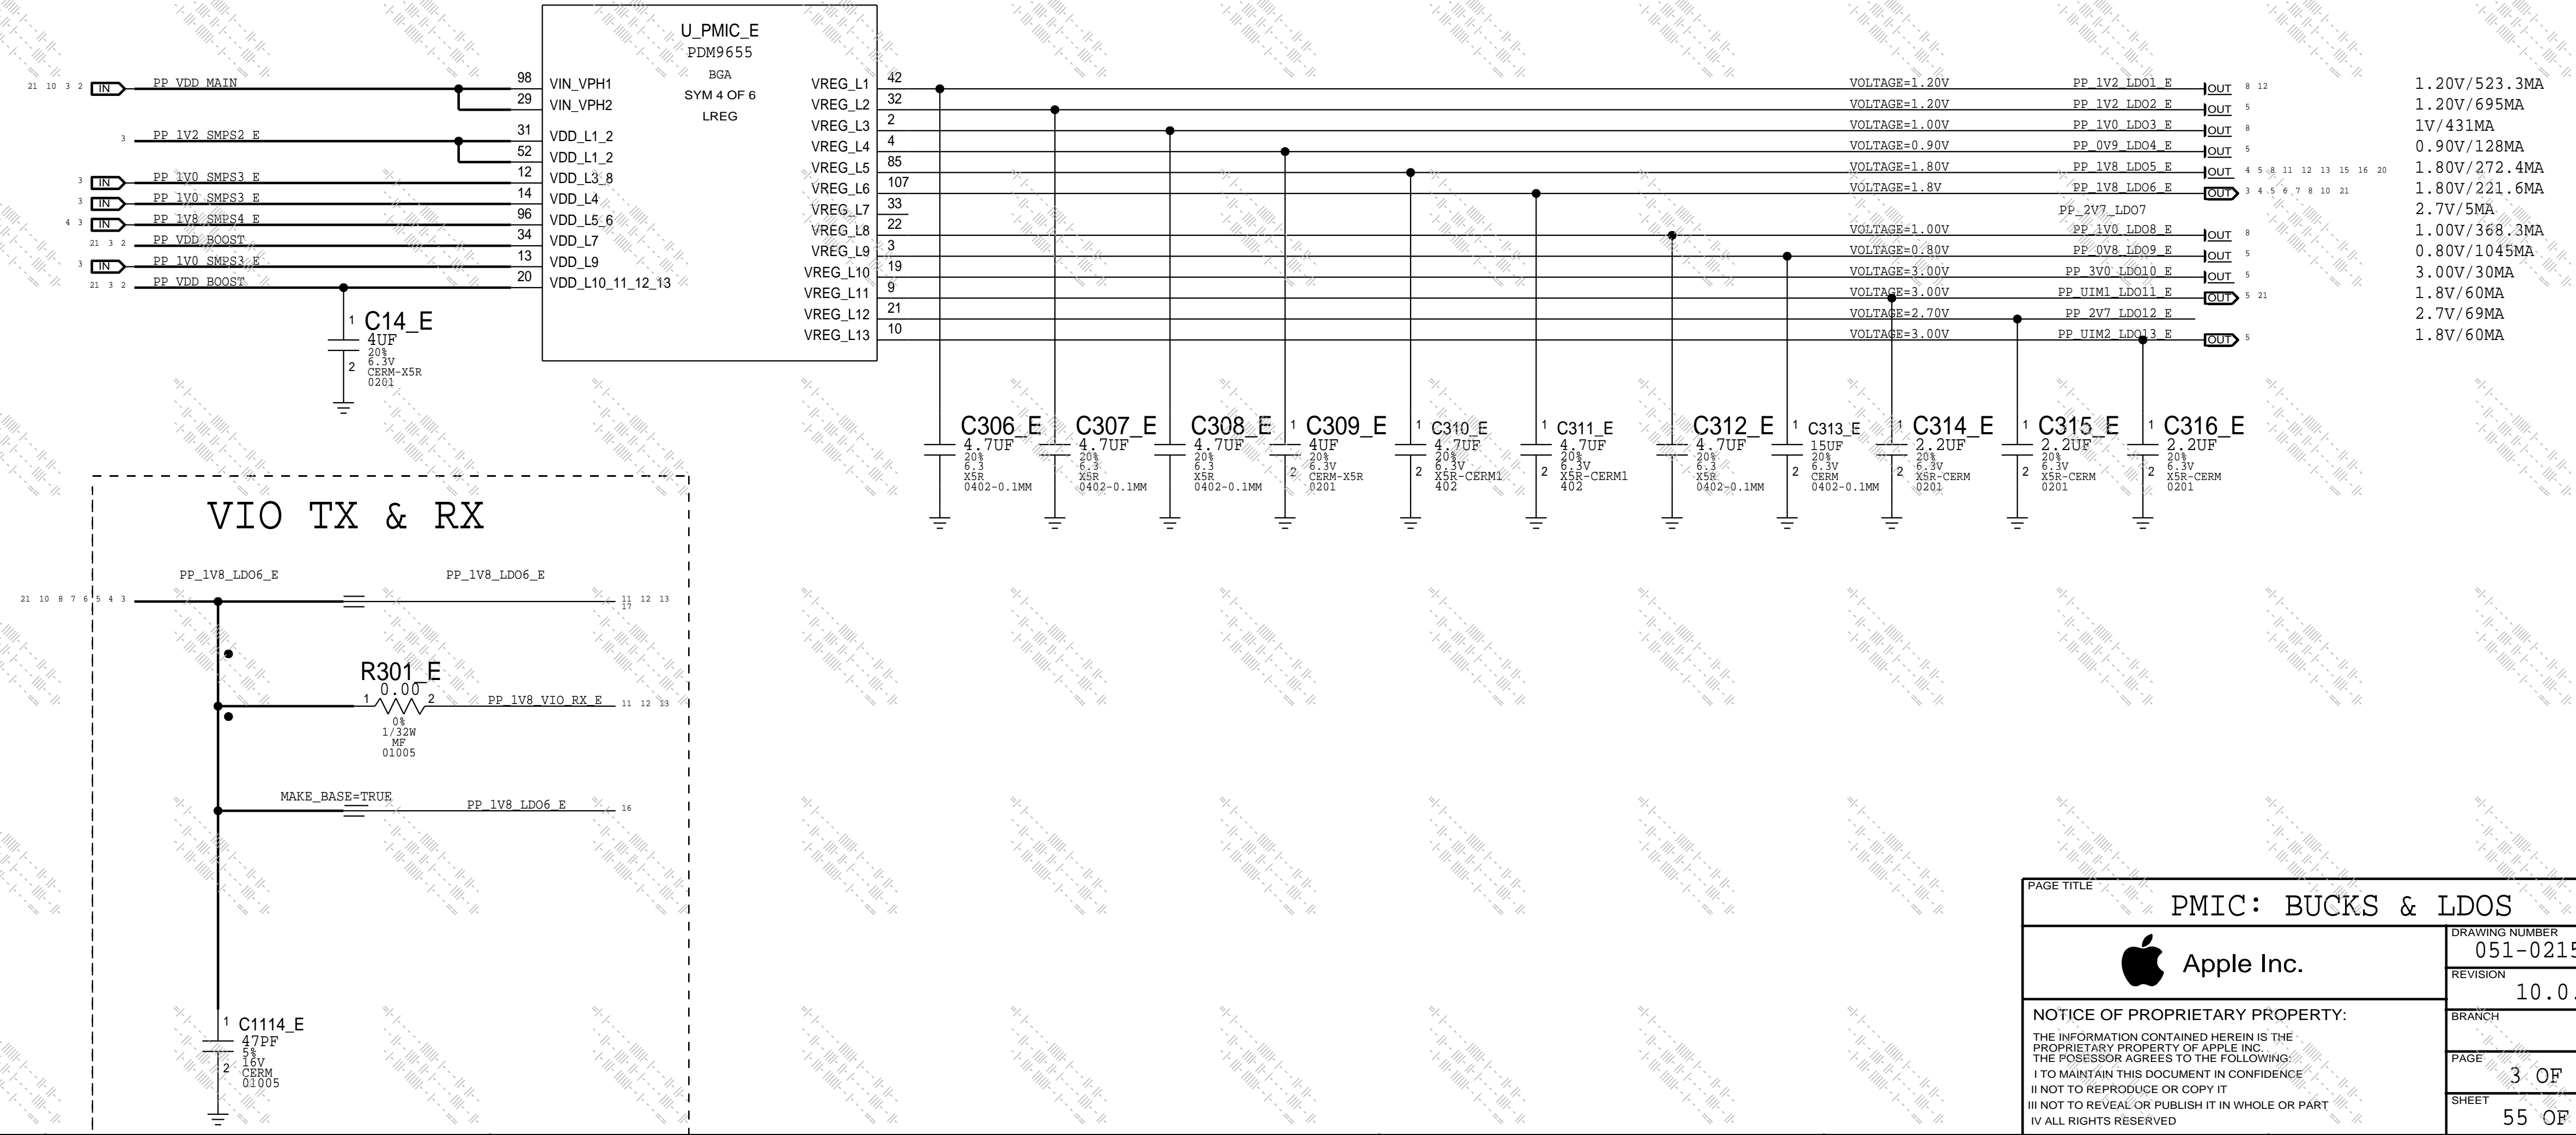 U_PMIC_E
PDM9655
BGA
SYM 4 OF 6
LREG
21 10 3 2 IN PP_VDD_MAIN 98 VIN_VPH1
29 VIN_VPH2
3 PP_1V2_SMPS2_E 31 VDD_L1_2
52 VDD_L1_2
3 IN PP_1V0_SMPS3_E 12 VDD_L3_8
3 IN PP_1V0_SMPS3_E 14 VDD_L4
4 3 IN PP_1V8_SMPS4_E 96 VDD_L5_6
21 3 2 PP_VDD_BOOST 34 VDD_L7
3 IN PP_1V0_SMPS3_E 13 VDD_L9
21 3 2 PP_VDD_BOOST 20 VDD_L10_11_12_13
VREG_L1 42 VOLTAGE=1.20V PP_1V2_LDO1_E OUT 8 12 1.20V/523.3MA
VREG_L2 32 VOLTAGE=1.20V PP_1V2_LDO2_E OUT 5 1.20V/695MA
VREG_L3 2 VOLTAGE=1.00V PP_1V0_LDO3_E OUT 8 1V/431MA
VREG_L4 4 VOLTAGE=0.90V PP_0V9_LDO4_E OUT 5 0.90V/128MA
VREG_L5 85 VOLTAGE=1.80V PP_1V8_LDO5_E OUT 4 5 8 11 12 13 15 16 20 1.80V/272.4MA
VREG_L6 107 VOLTAGE=1.8V PP_1V8_LDO6_E OUT 3 4 5 6 7 8 10 21 1.80V/221.6MA
VREG_L7 33 PP_2V7_LDO7 2.7V/5MA
VREG_L8 22 VOLTAGE=1.00V PP_1V0_LDO8_E OUT 8 1.00V/368.3MA
VREG_L9 3 VOLTAGE=0.80V PP_0V8_LDO9_E OUT 5 0.80V/1045MA
VREG_L10 19 VOLTAGE=3.00V PP_3V0_LDO10_E OUT 5 3.00V/30MA
VREG_L11 9 VOLTAGE=3.00V PP_UIM1_LDO11_E OUT 5 21 1.8V/60MA
VREG_L12 21 VOLTAGE=2.70V PP_2V7_LDO12_E 2.7V/69MA
VREG_L13 10 VOLTAGE=3.00V PP_UIM2_LDO13_E OUT 5 1.8V/60MA
1 C14_E
4UF
20%
6.3V
2 CERM-X5R
0201
C306_E
4.7UF
20%
6.3
X5R
0402-0.1MM
C307_E
4.7UF
20%
6.3
X5R
0402-0.1MM
C308_E
4.7UF
20%
6.3
X5R
0402-0.1MM
1 C309_E
4UF
20%
6.3V
2 CERM-X5R
0201
1 C310_E
4.7UF
20%
6.3V
2 X5R-CERM1
402
1 C311_E
4.7UF
20%
6.3V
2 X5R-CERM1
402
C312_E
4.7UF
20%
6.3
X5R
0402-0.1MM
1 C313_E
15UF
20%
6.3V
2 CERM
0402-0.1MM
1 C314_E
2.2UF
20%
6.3V
2 X5R-CERM
0201
1 C315_E
2.2UF
20%
6.3V
2 X5R-CERM
0201
1 C316_E
2.2UF
20%
6.3V
2 X5R-CERM
0201
VIO TX & RX
PP_1V8_LDO6_E PP_1V8_LDO6_E
21 10 8 7 6 5 4 3 11 12 13
17
R301_E
0.00
1 2 PP_1V8_VIO_RX_E 11 12 13
0%
1/32W
MF
01005
MAKE_BASE=TRUE PP_1V8_LDO6_E 16
1 C1114_E
47PF
5%
16V
2 CERM
01005
PAGE TITLE
PMIC: BUCKS & LDOS
Apple Inc.
DRAWING NUMBER
051-0215
REVISION
10.0.
NOTICE OF PROPRIETARY PROPERTY:
THE INFORMATION CONTAINED HEREIN IS THE
PROPRIETARY PROPERTY OF APPLE INC.
THE POSESSOR AGREES TO THE FOLLOWING:
I TO MAINTAIN THIS DOCUMENT IN CONFIDENCE
II NOT TO REPRODUCE OR COPY IT
III NOT TO REVEAL OR PUBLISH IT IN WHOLE OR PART
IV ALL RIGHTS RESERVED
BRANCH
PAGE
3 OF
SHEET
55 OF